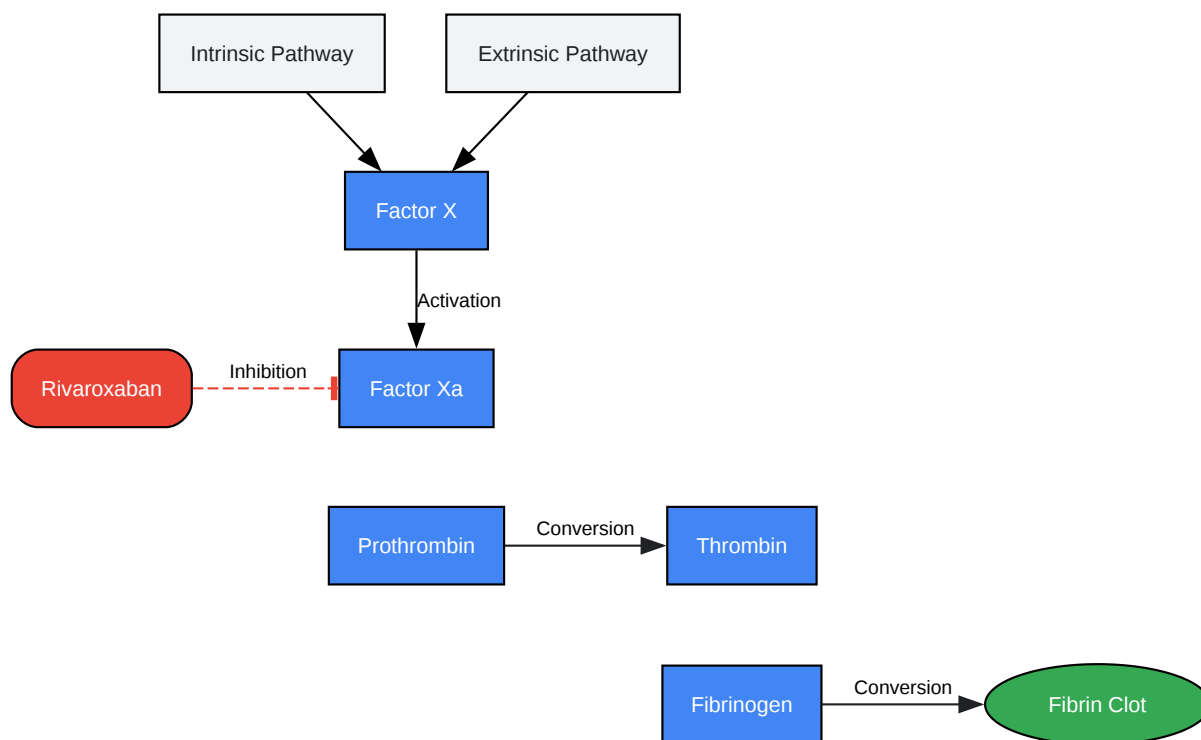 Intrinsic Pathway
Extrinsic Pathway
Factor X
Activation
Rivaroxaban
Inhibition
Factor Xa
Prothrombin
Conversion
Thrombin
Fibrinogen
Conversion
Fibrin Clot